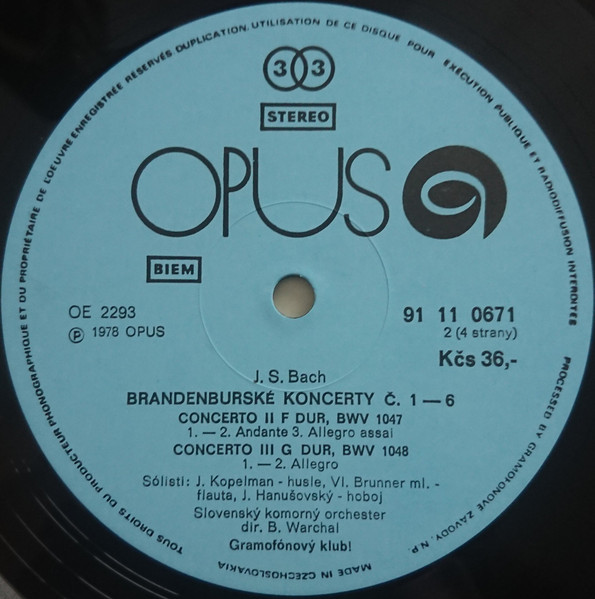 33
STEREO
OPUS
BIEM
OE 2293
Ⓟ 1978 OPUS
91 11 0671
2 (4 strany)
Kčs 36,-
J. S. Bach
BRANDENBURSKÉ KONCERTY Č. 1 — 6
CONCERTO II F DUR, BWV 1047
1. — 2. Andante 3. Allegro assai
CONCERTO III G DUR, BWV 1048
1. — 2. Allegro
Sólisti: J. Kopelman - husle, Vl. Brunner ml. -
flauta, J. Hanušovský - hoboj
Slovenský komorný orchester
dir. B. Warchal
Gramofónový klub!
TOUS DROITS DU PRODUCTEUR PHONOGRAPHIQUE ET DU PROPRIÉTAIRE DE L'OEUVRE ENREGISTRÉE RÉSERVÉS DUPLICATION, UTILISATION DE CE DISQUE POUR EXÉCUTION PUBLIQUE ET RADIODIFFUSION INTERDITES
PROCESSED BY GRAMOFONOVÉ ZÁVODY, N.P.
MADE IN CZECHOSLOVAKIA